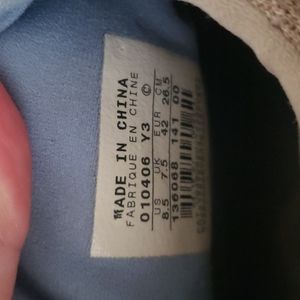 MADE IN CHINA
FABRIQUE EN CHINE
010406 Y3 ©
US UK EUR CM
8.5 7.5 42 26.5
136068 141 00